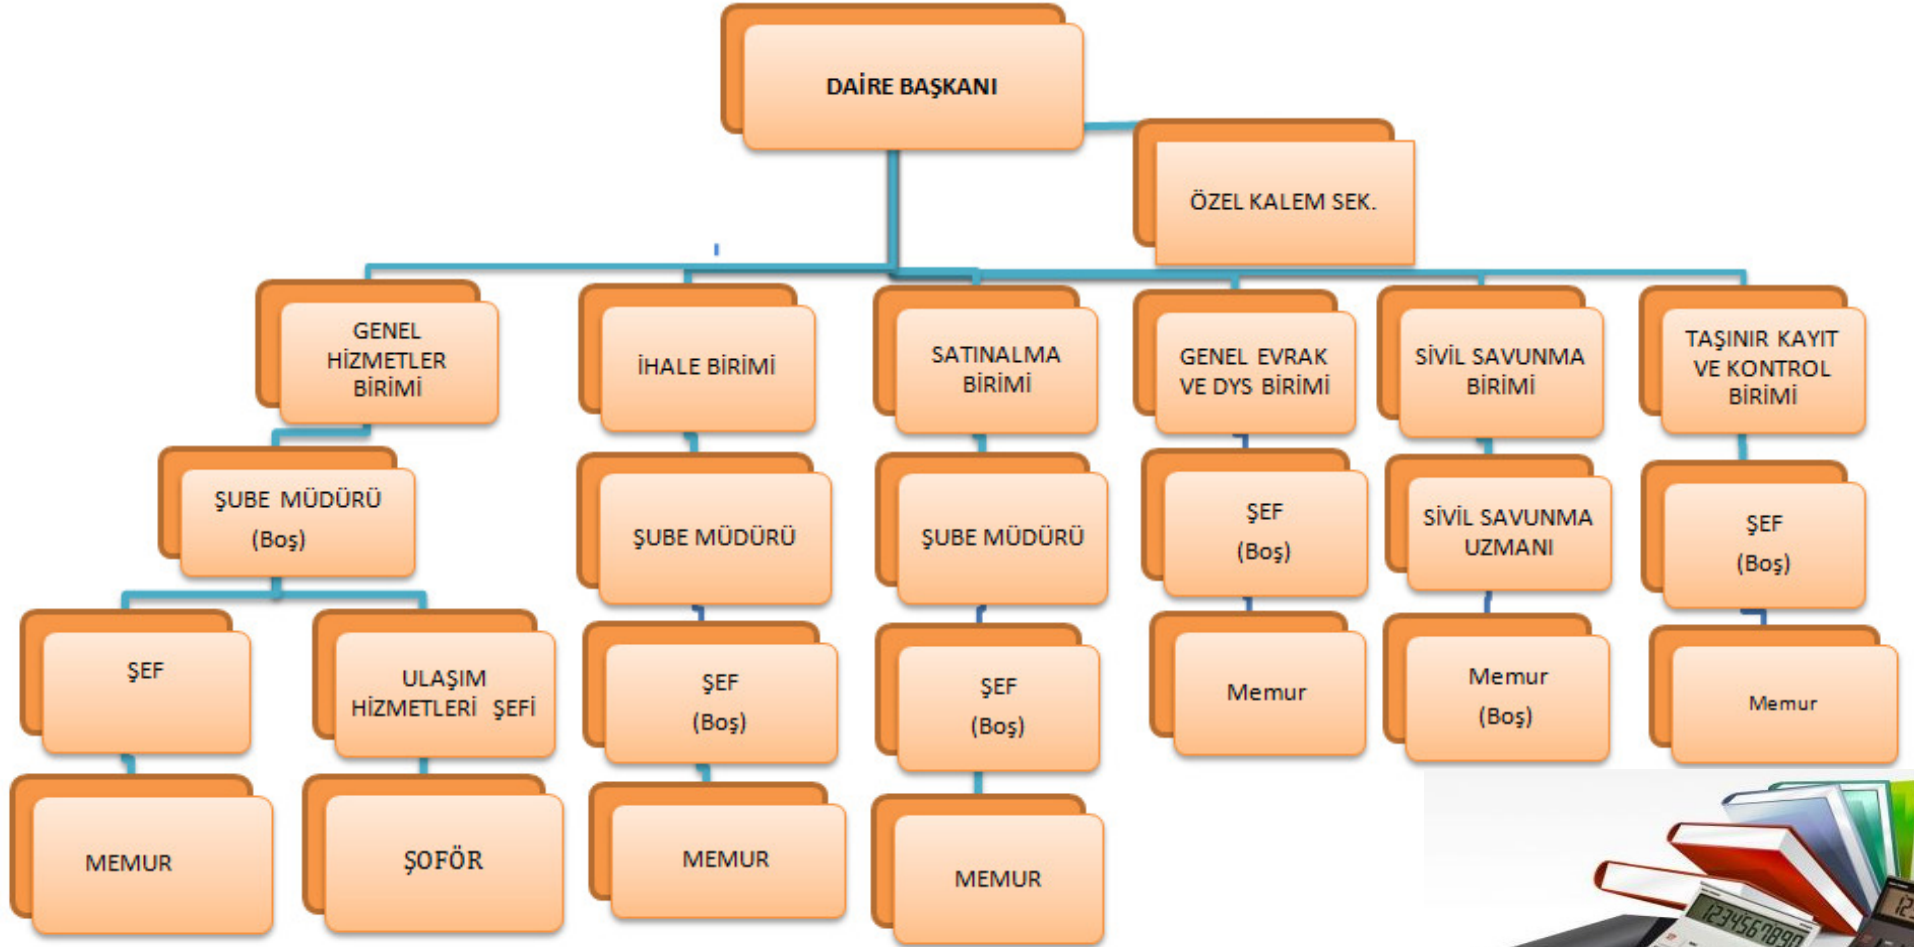 DAİRE BAŞKANI
ÖZEL KALEM SEK.
GENEL
HİZMETLER
BİRİMİ
İHALE BİRİMİ
SATINALMA
BİRİMİ
GENEL EVRAK
VE DYS BİRİMİ
SİVİL SAVUNMA
BİRİMİ
TAŞINIR KAYIT
VE KONTROL
BİRİMİ
ŞUBE MÜDÜRÜ
(Boş)
ŞUBE MÜDÜRÜ
ŞUBE MÜDÜRÜ
ŞEF
(Boş)
SİVİL SAVUNMA
UZMANI
ŞEF
(Boş)
ŞEF
ULAŞIM
HİZMETLERİ ŞEFİ
ŞEF
(Boş)
ŞEF
(Boş)
Memur
Memur
(Boş)
Memur
MEMUR
ŞOFÖR
MEMUR
MEMUR
1234567890